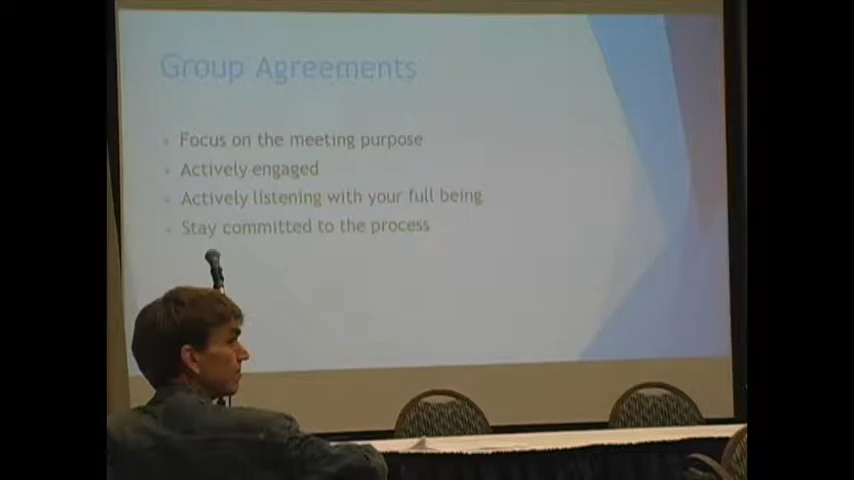 Group Agreements
Focus on the meeting purpose
Actively engaged
Actively listening with your full being
Stay committed to the process